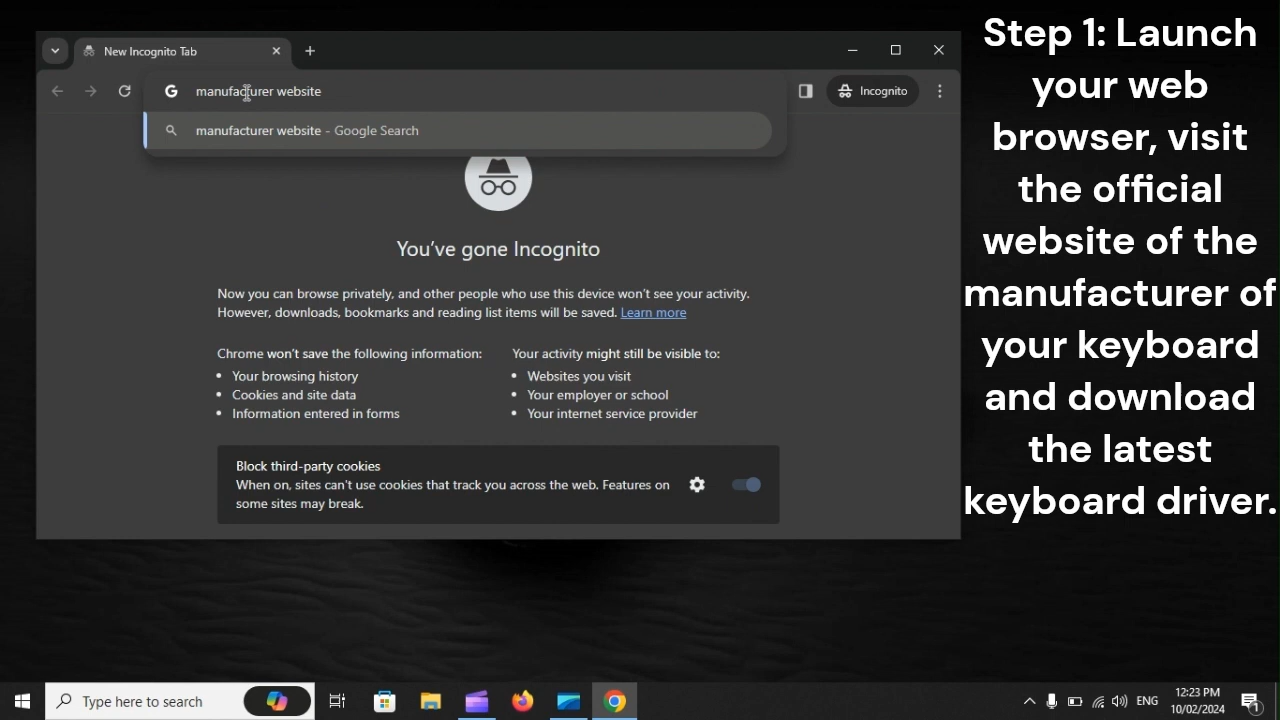 New Incognito Tab
manufacturer website
Incognito
manufacturer website - Google Search
You've gone Incognito
Now you can browse privately, and other people who use this device won't see your activity.
However, downloads, bookmarks and reading list items will be saved. Learn more
Chrome won't save the following information:
Your browsing history
Cookies and site data
Information entered in forms
Your activity might still be visible to:
Websites you visit
Your employer or school
Your internet service provider
Block third-party cookies
When on, sites can't use cookies that track you across the web. Features on
some sites may break.
Step 1: Launch
your web
browser, visit
the official
website of the
manufacturer of
your keyboard
and download
the latest
keyboard driver.
Type here to search
ENG
12:23 PM
10/02/2024
1